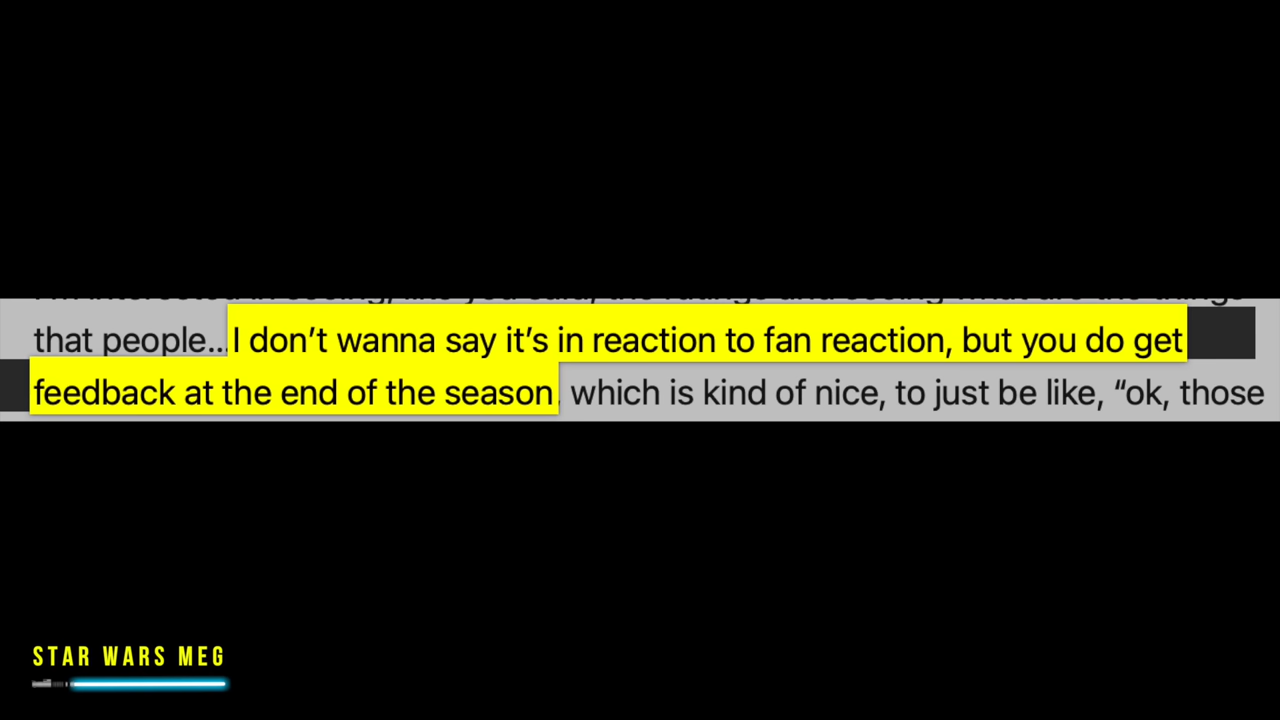 that people... I don't wanna say it's in reaction to fan reaction, but you do get
feedback at the end of the season, which is kind of nice, to just be like, “ok, those
STAR WARS MEG